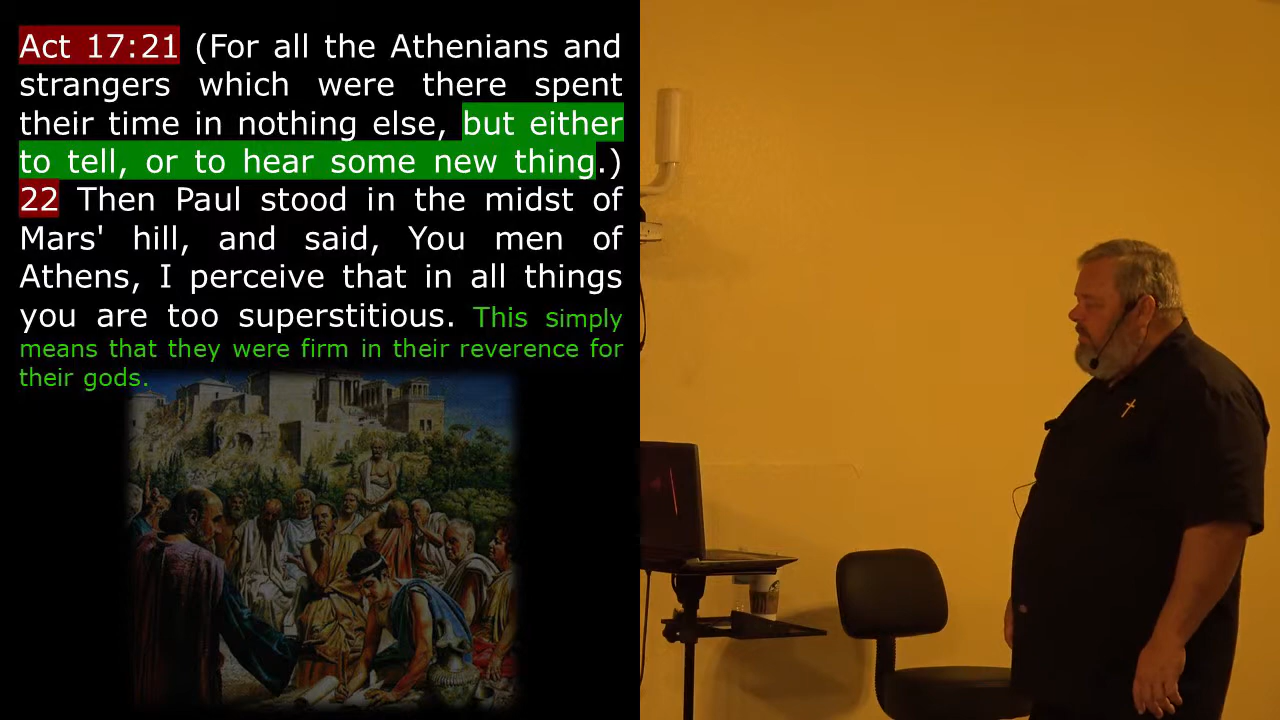 Act 17:21 (For all the Athenians and
strangers which were there spent
their time in nothing else, but either
to tell, or to hear some new thing.)
22 Then Paul stood in the midst of
Mars' hill, and said, You men of
Athens, I perceive that in all things
you are too superstitious. This simply
means that they were firm in their reverence for
their gods.